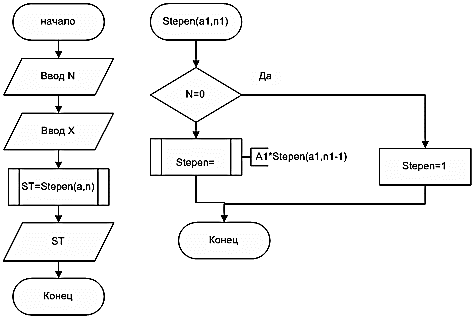 начало
Ввод N
Ввод X
ST=Stepen(a,n)
ST
Конец
Stepen(a1,n1)
Да
N=0
Stepen=
A1*Stepen(a1,n1-1)
Stepen=1
Конец